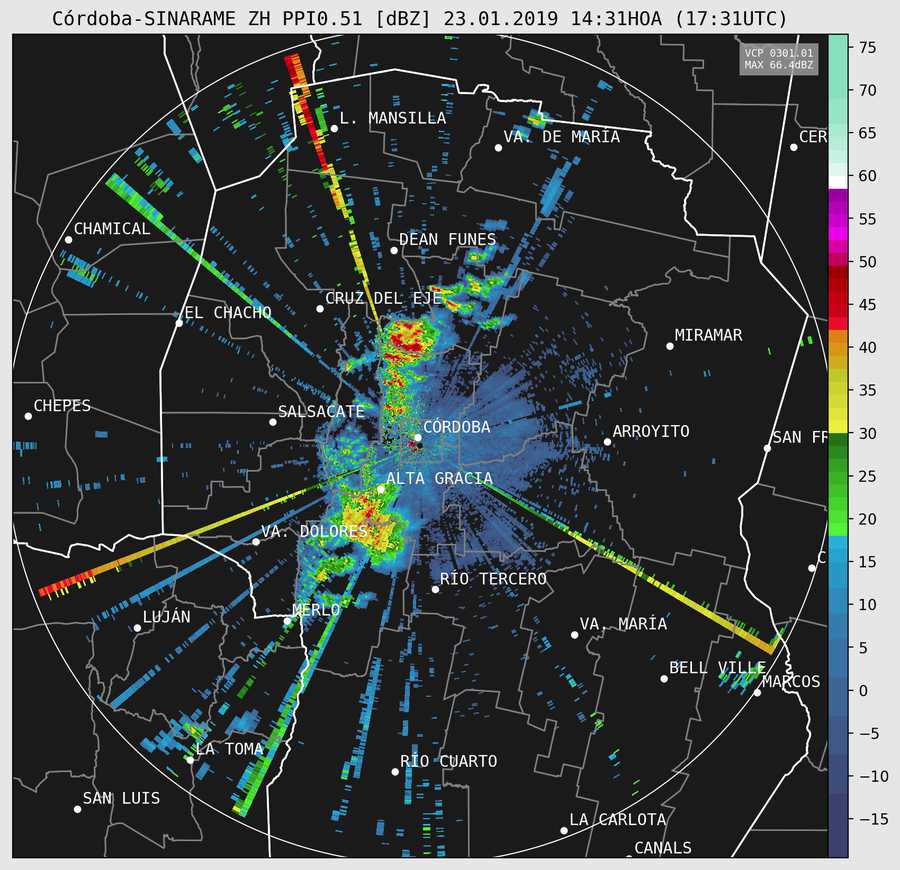 Córdoba-SINARAME ZH PPI0.51 [dBZ] 23.01.2019 14:31HOA (17:31UTC)
VCP 0301.01
MAX 66.4dBZ
75
70
65
60
55
50
45
40
35
30
25
20
15
10
5
0
−5
−10
−15
L. MANSILLA
VA. DE MARIA
CER
CHAMICAL
DEAN FUNES
CRUZ DEL EJE
EL CHACHO
MIRAMAR
CHEPES
SALSACATE
CÓRDOBA
ARROYITO
SAN FR
ALTA GRACIA
VA. DOLORES
C
RÍO TERCERO
LUJÁN
MERLO
VA. MARÍA
BELL VILLE
MARCOS
LA TOMA
RÍO CUARTO
SAN LUIS
LA CARLOTA
CANALS